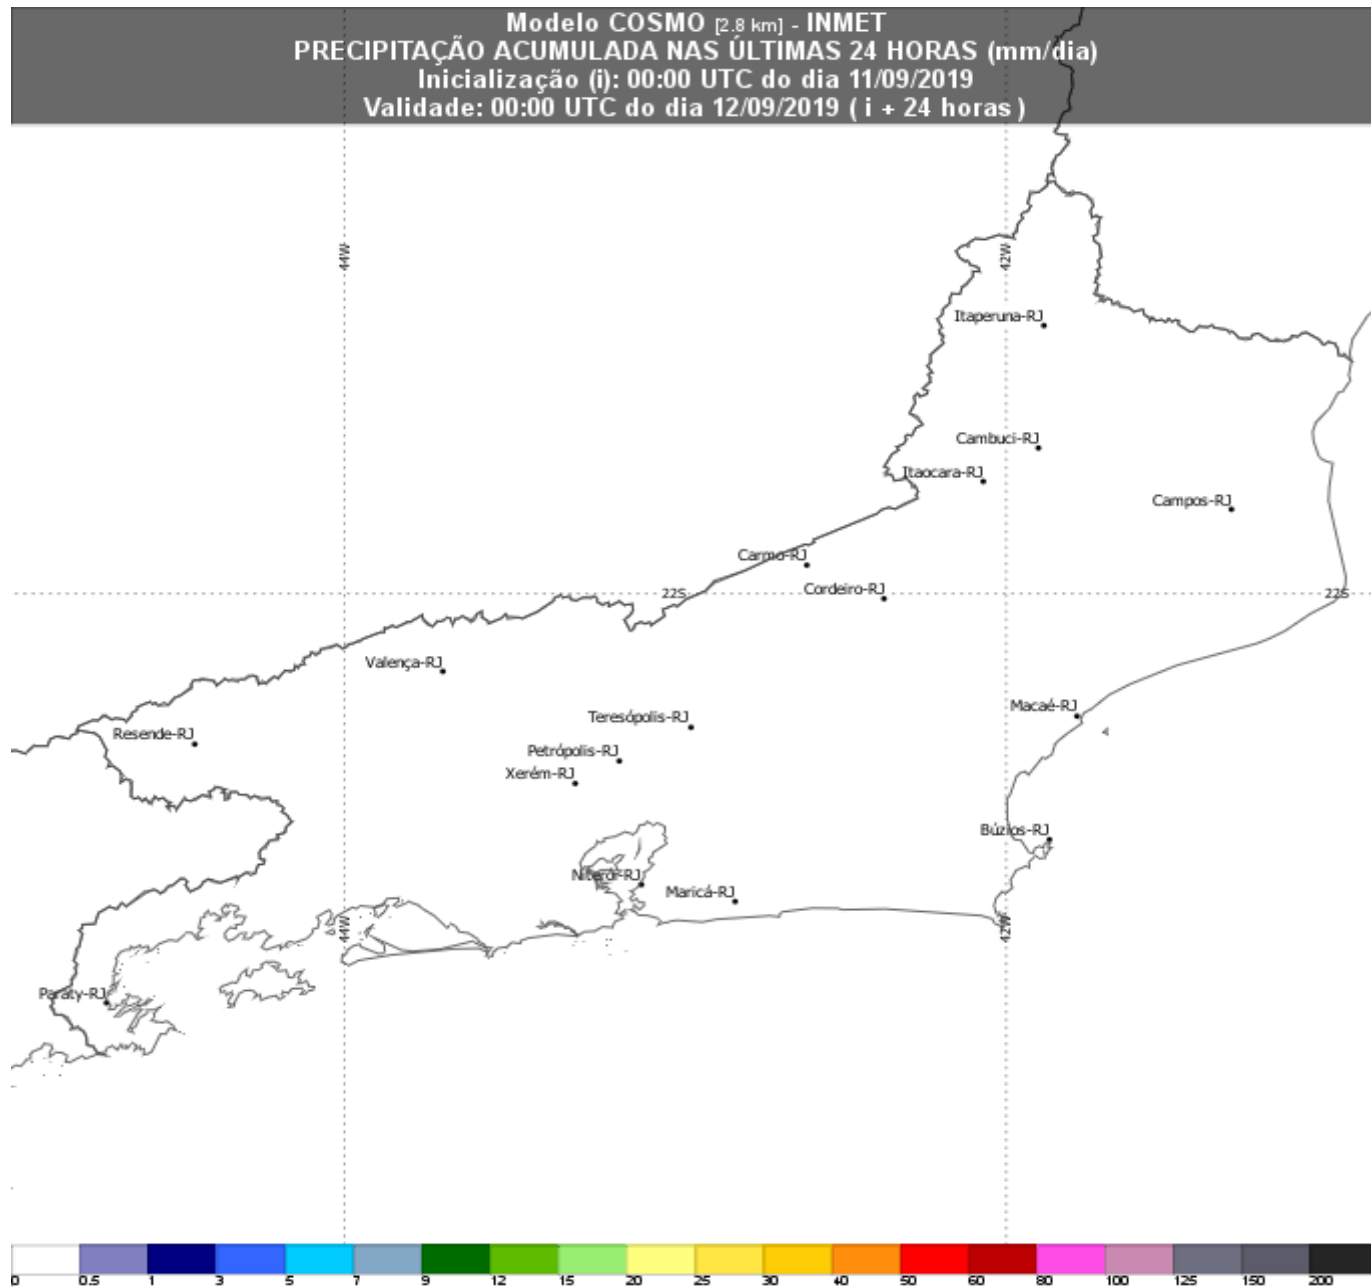 Modelo COSMO [2.8 km] - INMET
PRECIPITAÇÃO ACUMULADA NAS ÚLTIMAS 24 HORAS (mm/dia)
Inicialização (i): 00:00 UTC do dia 11/09/2019
Validade: 00:00 UTC do dia 12/09/2019 ( i + 24 horas )
44W
42W
Itaperuna-RJ
Cambuci-RJ
Itaocara-RJ
Campos-RJ
Carmo-RJ
Cordeiro-RJ
22S
22S
Valença-RJ
Macaé-RJ
Teresópolis-RJ
Resende-RJ
Petrópolis-RJ
Xerém-RJ
Búzios-RJ
Niterói-RJ
Maricá-RJ
44W
42W
Paraty-RJ
0 0.5 1 3 5 7 9 12 15 20 25 30 40 50 60 80 100 125 150 200